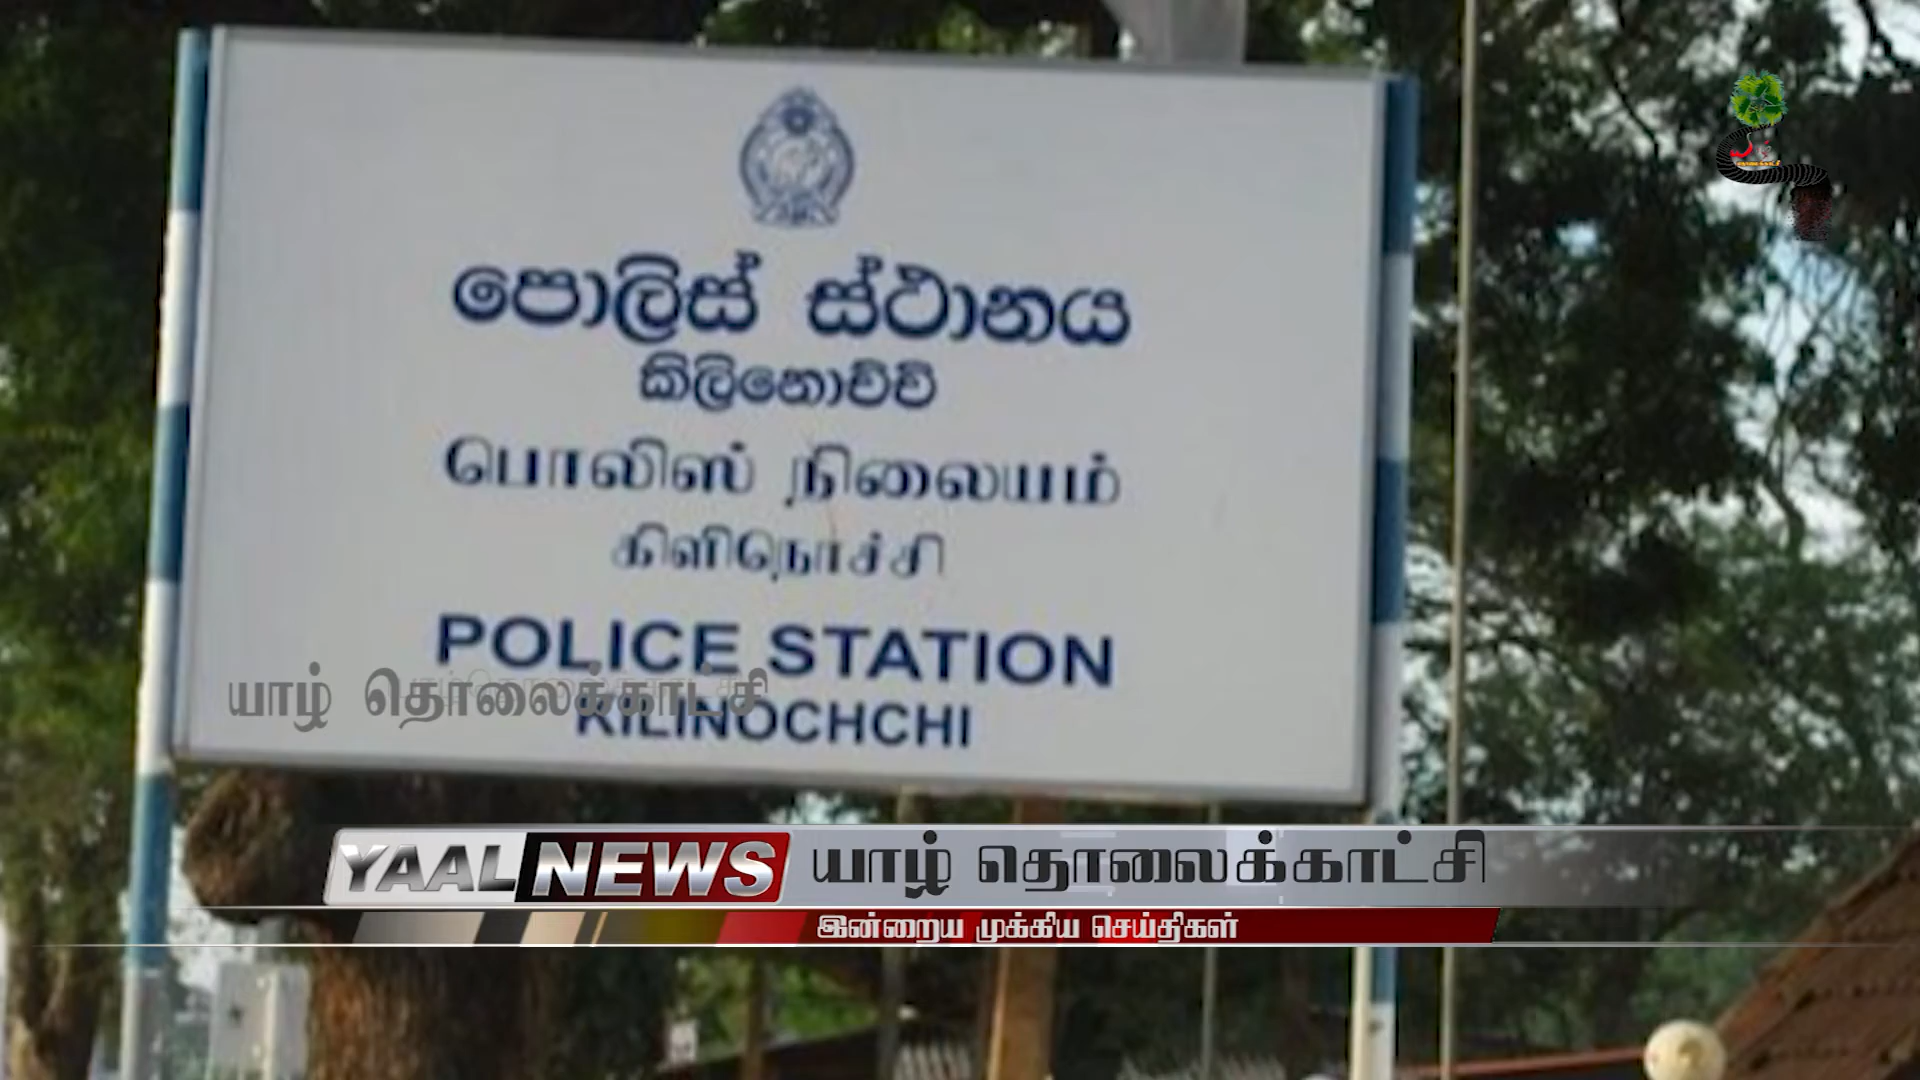 පොලිස් ස්ථානය
කිලිනොච්චි
பொலிஸ் நிலையம்
கிளிநொச்சி
POLICE STATION
KILINOCHCHI
யாழ் தொலைக்காட்சி
YAAL NEWS யாழ் தொலைக்காட்சி
இன்றைய முக்கிய செய்திகள்